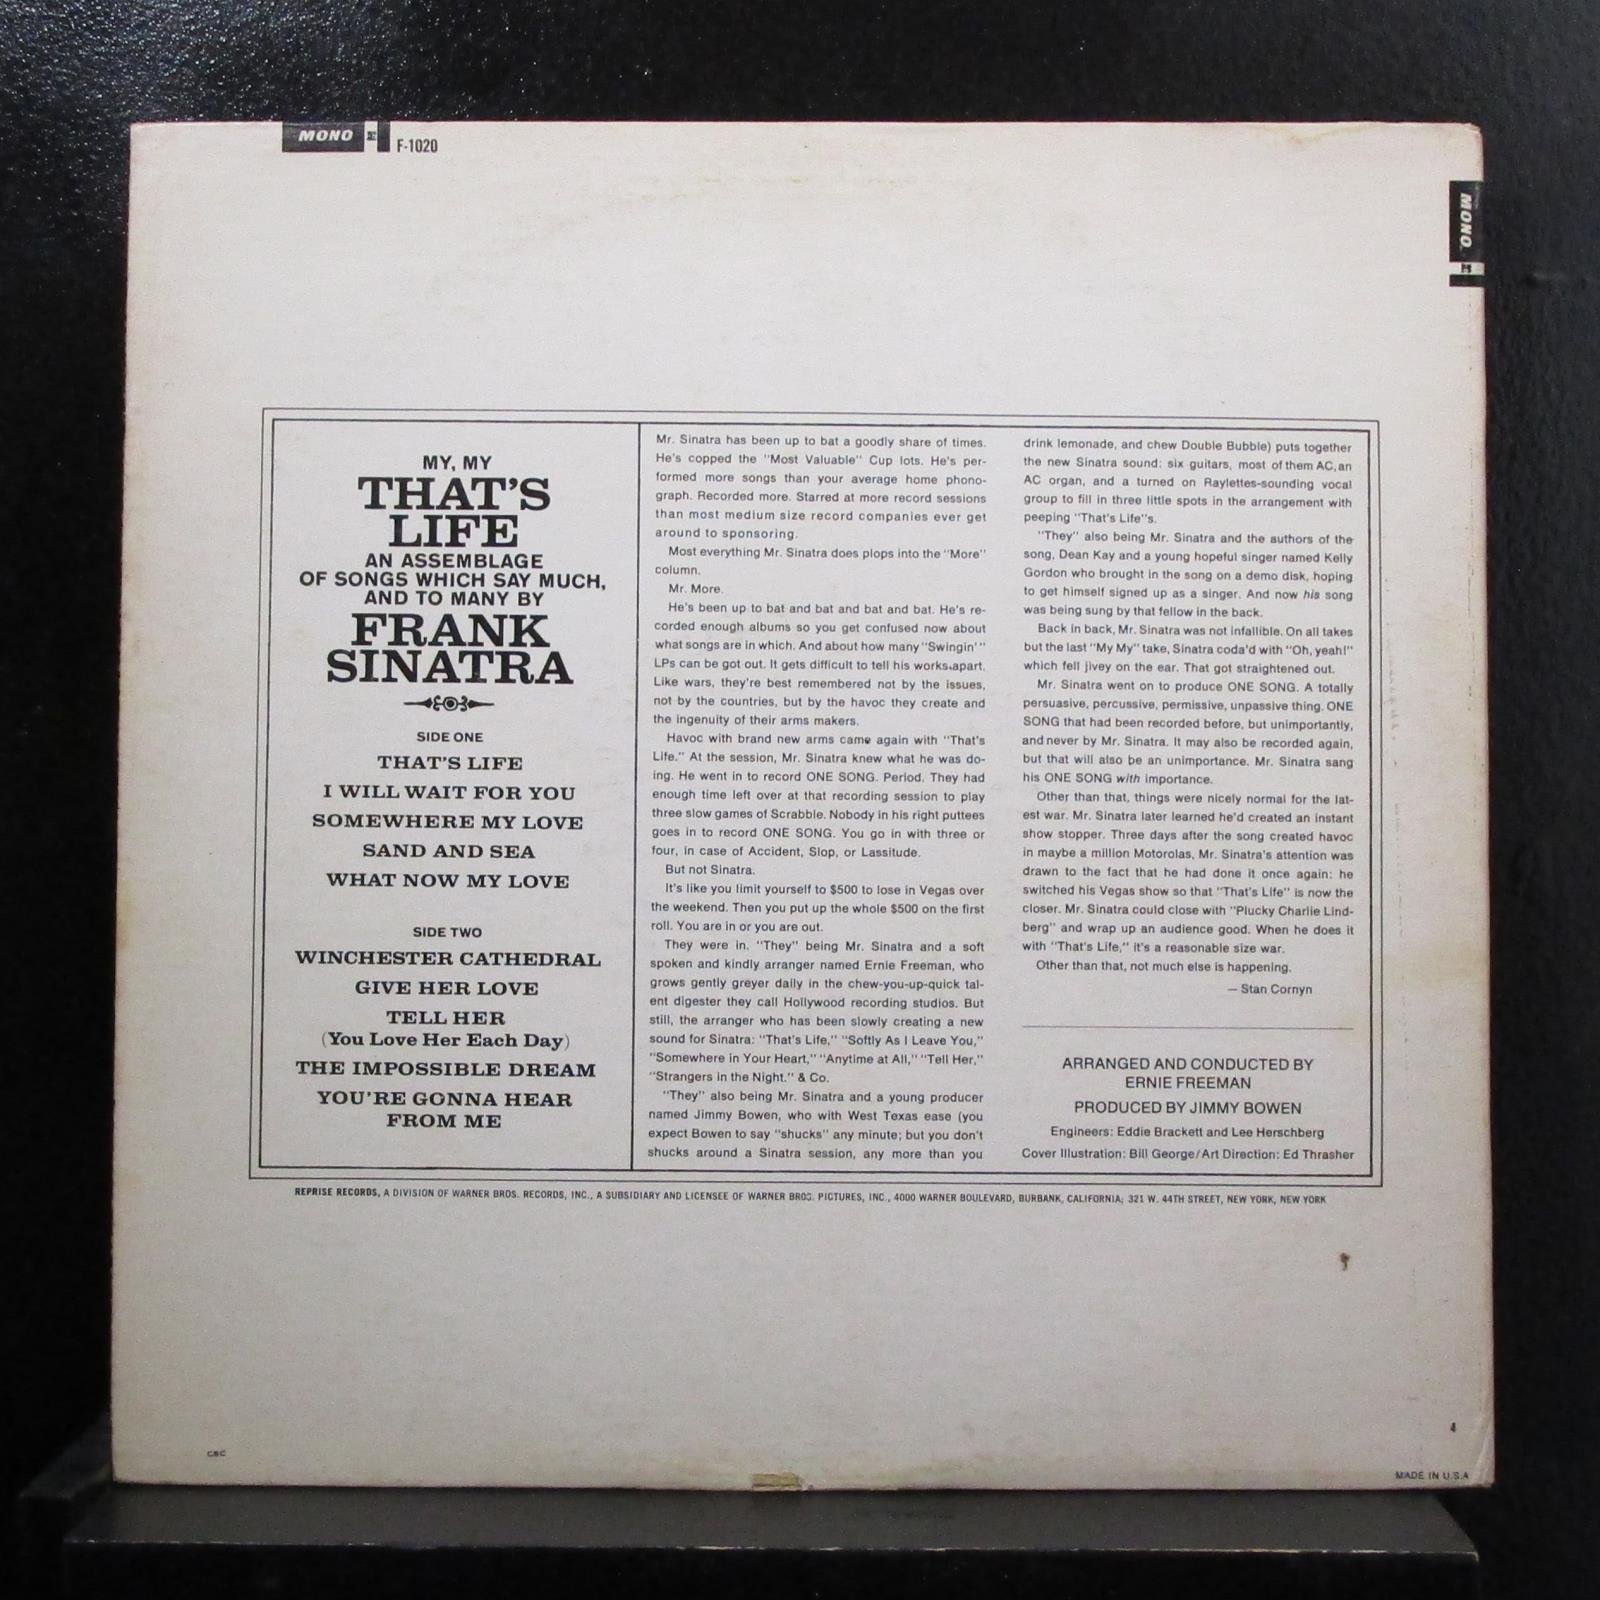 MONO
F-1020
MONO
MY, MY
THAT'S
LIFE
AN ASSEMBLAGE
OF SONGS WHICH SAY MUCH,
AND TO MANY BY
FRANK
SINATRA
SIDE ONE
THAT'S LIFE
I WILL WAIT FOR YOU
SOMEWHERE MY LOVE
SAND AND SEA
WHAT NOW MY LOVE
SIDE TWO
WINCHESTER CATHEDRAL
GIVE HER LOVE
TELL HER
(You Love Her Each Day)
THE IMPOSSIBLE DREAM
YOU'RE GONNA HEAR
FROM ME
Mr. Sinatra has been up to bat a goodly share of times.
He's copped the "Most Valuable" Cup lots. He's per-
formed more songs than your average home phono-
graph. Recorded more. Starred at more record sessions
than most medium size record companies ever get
around to sponsoring.
Most everything Mr. Sinatra does plops into the "More"
column.
Mr. More.
He's been up to bat and bat and bat and bat. He's re-
corded enough albums so you get confused now about
what songs are in which. And about how many "Swingin'"
LPs can be got out. It gets difficult to tell his works apart.
Like wars, they're best remembered not by the issues,
not by the countries, but by the havoc they create and
the ingenuity of their arms makers.
Havoc with brand new arms came again with "That's
Life." At the session, Mr. Sinatra knew what he was do-
ing. He went in to record ONE SONG. Period. They had
enough time left over at that recording session to play
three slow games of Scrabble. Nobody in his right puttees
goes in to record ONE SONG. You go in with three or
four, in case of Accident, Slop, or Lassitude.
But not Sinatra.
It's like you limit yourself to $500 to lose in Vegas over
the weekend. Then you put up the whole $500 on the first
roll. You are in or you are out.
They were in. "They" being Mr. Sinatra and a soft
spoken and kindly arranger named Ernie Freeman, who
grows gently greyer daily in the chew-you-up-quick tal-
ent digester they call Hollywood recording studios. But
still, the arranger who has been slowly creating a new
sound for Sinatra: "That's Life," "Softly As I Leave You,"
"Somewhere in Your Heart," "Anytime at All," "Tell Her,"
"Strangers in the Night." & Co.
"They" also being Mr. Sinatra and a young producer
named Jimmy Bowen, who with West Texas ease (you
expect Bowen to say "shucks" any minute; but you don't
shucks around a Sinatra session, any more than you
drink lemonade, and chew Double Bubble) puts together
the new Sinatra sound: six guitars, most of them AC, an
AC organ, and a turned on Raylettes-sounding vocal
group to fill in three little spots in the arrangement with
peeping "That's Life"s.
"They" also being Mr. Sinatra and the authors of the
song, Dean Kay and a young hopeful singer named Kelly
Gordon who brought in the song on a demo disk, hoping
to get himself signed up as a singer. And now his song
was being sung by that fellow in the back.
Back in back, Mr. Sinatra was not infallible. On all takes
but the last "My My" take, Sinatra coda'd with "Oh, yeah!"
which fell jivey on the ear. That got straightened out.
Mr. Sinatra went on to produce ONE SONG. A totally
persuasive, percussive, permissive, unpassive thing. ONE
SONG that had been recorded before, but unimportantly,
and never by Mr. Sinatra. It may also be recorded again,
but that will also be an unimportance. Mr. Sinatra sang
his ONE SONG with importance.
Other than that, things were nicely normal for the lat-
est war. Mr. Sinatra later learned he'd created an instant
show stopper. Three days after the song created havoc
in maybe a million Motorolas, Mr. Sinatra's attention was
drawn to the fact that he had done it once again: he
switched his Vegas show so that "That's Life" is now the
closer. Mr. Sinatra could close with "Plucky Charlie Lind-
berg" and wrap up an audience good. When he does it
with "That's Life," it's a reasonable size war.
Other than that, not much else is happening.
— Stan Cornyn
ARRANGED AND CONDUCTED BY
ERNIE FREEMAN
PRODUCED BY JIMMY BOWEN
Engineers: Eddie Brackett and Lee Herschberg
Cover Illustration: Bill George/Art Direction: Ed Thrasher
REPRISE RECORDS, A DIVISION OF WARNER BROS. RECORDS, INC., A SUBSIDIARY AND LICENSEE OF WARNER BROS. PICTURES, INC., 4000 WARNER BOULEVARD, BURBANK, CALIFORNIA; 321 W. 44TH STREET, NEW YORK, NEW YORK
4
CBC
MADE IN U.S.A